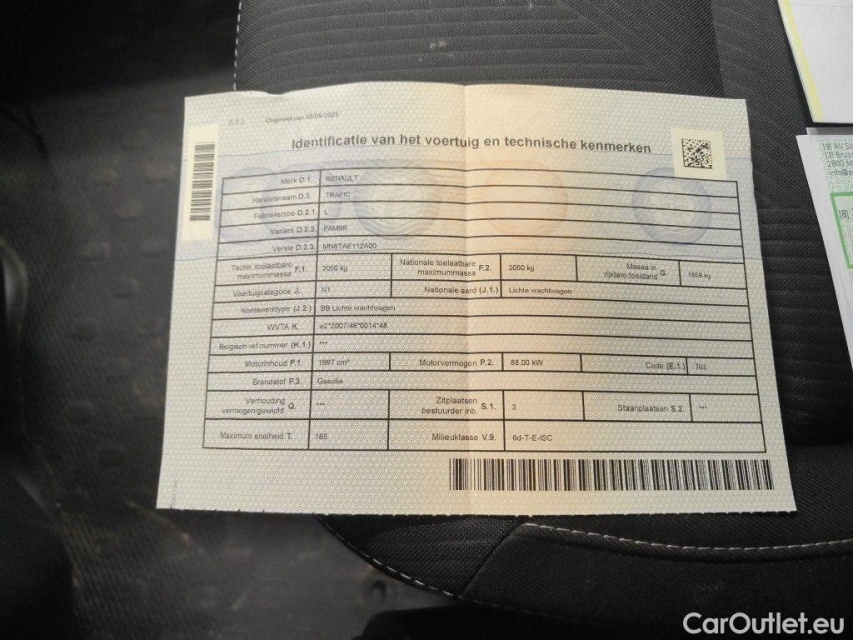 (I.T.)
Identificatie van het voertuig en technische kenmerken
Merk D.1. RENAULT
Handelsnaam D.3. TRAFIC
Fabriekstype D.2.1. L
Variant D.2.2. FAM9R
Versie D.2.3. MN6TAE112A00
Techn. toelaatbare maximummassa F.1. 3050 kg Nationale toelaatbare maximummassa F.2. 3050 kg Massa in rijklare toestand G. kg
Voertuigcategorie J. N1 Nationale aard (J.1.) Lichte vrachtwagen
Koetswerktype (J.2.) BB Lichte vrachtwagen
WVTA K. e2*2007/46*0014*48
Belgisch ref nummer (K.1.) ***
Motorinhoud P.1. 1997 cm³ Motorvermogen P.2. 88,00 kW Code (E.1.) 763
Brandstof P.3. Gasolie
Verhouding vermogen/gewicht Q. *** Zitplaatsen bestuurder inb. S.1. 3 Staanplaatsen S.2. ***
Maximum snelheid T. 165 Milieuklasse V.9. 6d-T-E-ISC
CarOutlet.eu